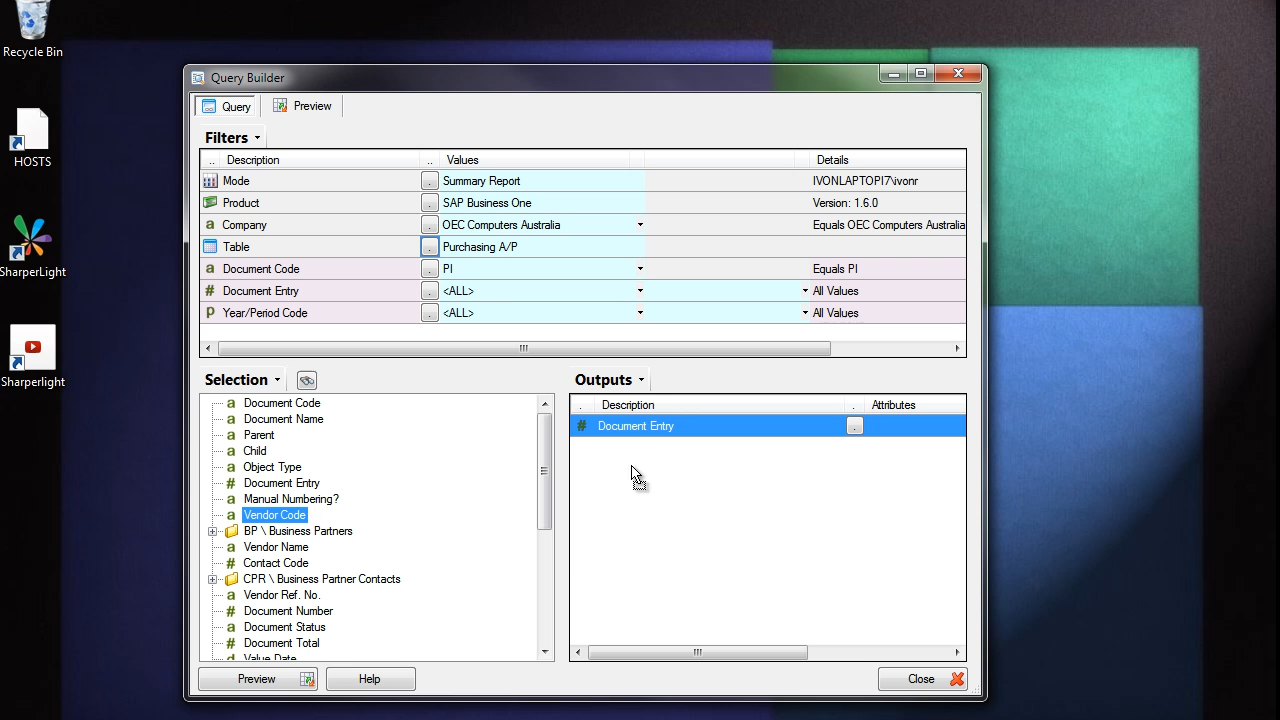 Recycle Bin
HOSTS
SharperLight
Sharperlight
Query Builder
Query
Preview
Filters
.. Description .. Values Details
Mode . Summary Report IVONLAPTOPI7\ivonr
Product . SAP Business One Version: 1.6.0
Company . OEC Computers Australia Equals OEC Computers Australia
Table . Purchasing A/P
Document Code . PI Equals PI
Document Entry . <ALL> All Values
Year/Period Code . <ALL> All Values
Selection
Document Code
Document Name
Parent
Child
Object Type
Document Entry
Manual Numbering?
Vendor Code
BP \ Business Partners
Vendor Name
Contact Code
CPR \ Business Partner Contacts
Vendor Ref. No.
Document Number
Document Status
Document Total
Value Date
Outputs
. Description . Attributes
# Document Entry .
Preview
Help
Close